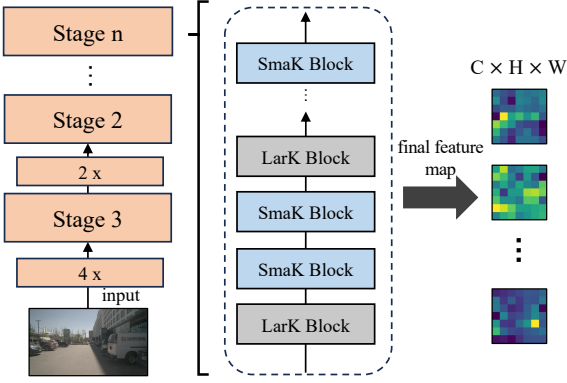 Stage n
Stage 2
2 x
Stage 3
4 x
input
SmaK Block
LarK Block
SmaK Block
SmaK Block
LarK Block
final feature
map
C × H × W